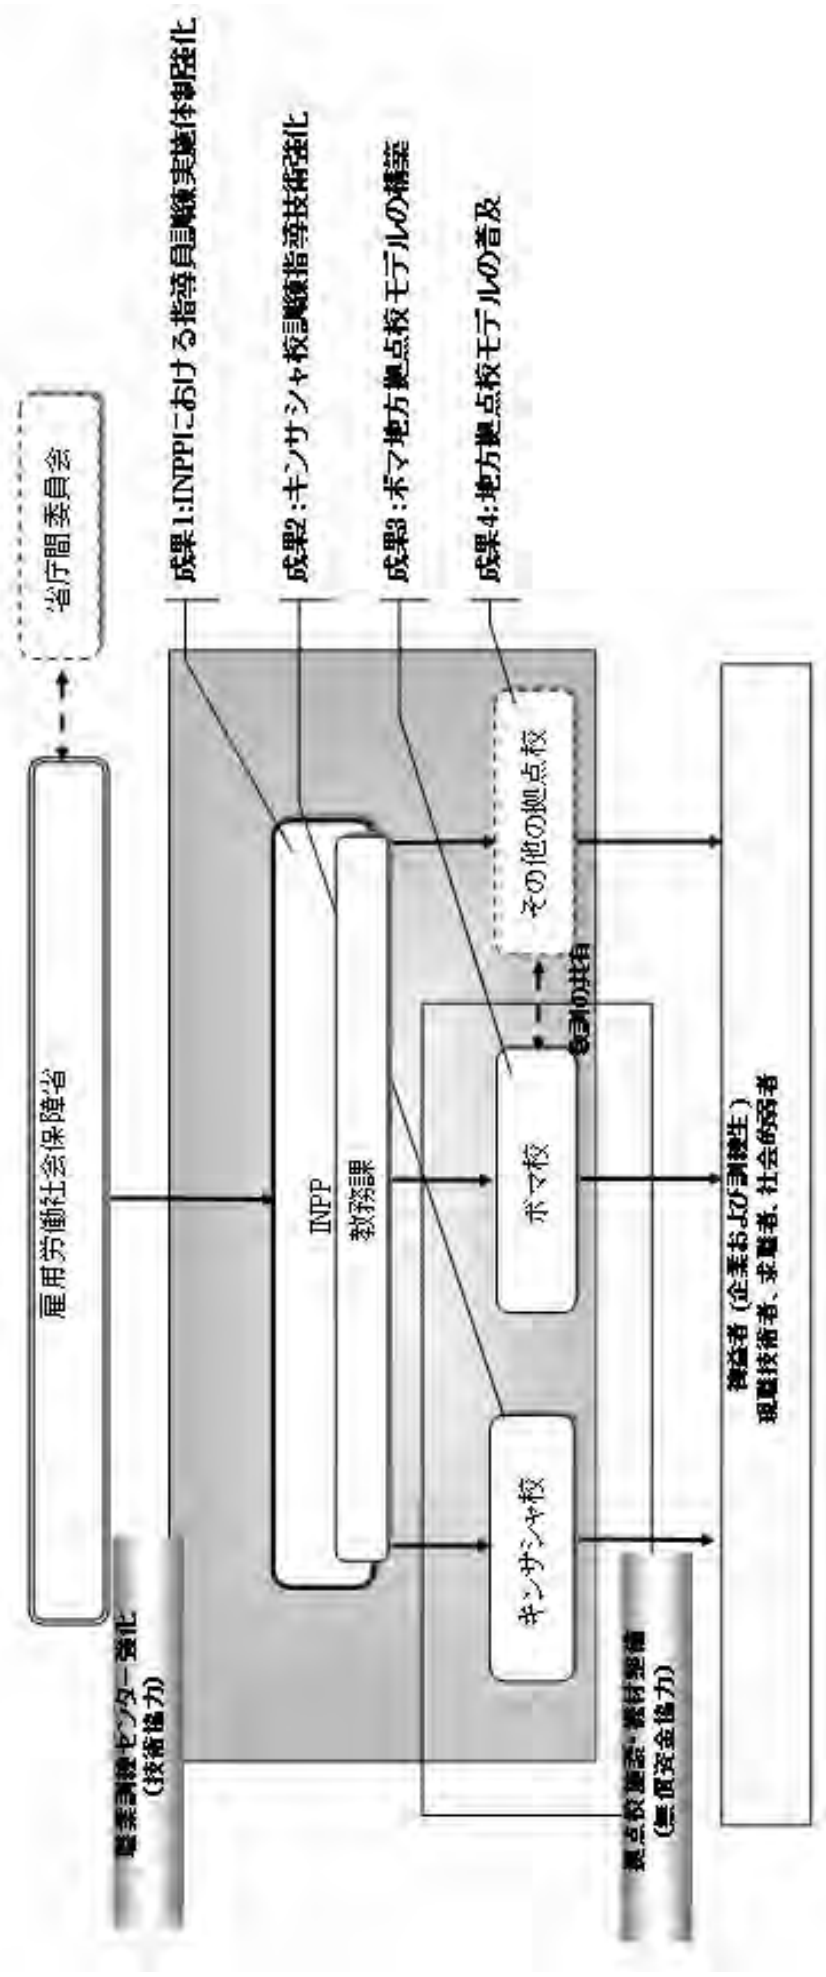 雇用労働社会保障省
省庁間委員会
職業訓練センター強化
（技術協力）
成果1：INPPにおける指導員訓練実施体制強化
成果2：キンサシャ校訓練指導技術強化
成果3：ボマ地方拠点校モデルの構築
成果4：地方拠点校モデルの普及
INPP
教務課
キンサシャ校
ボマ校
その他の拠点校
教訓の共有
拠点校施設・機材整備
（無償資金協力）
裨益者（企業および訓練生）
現職技術者、求職者、社会的弱者